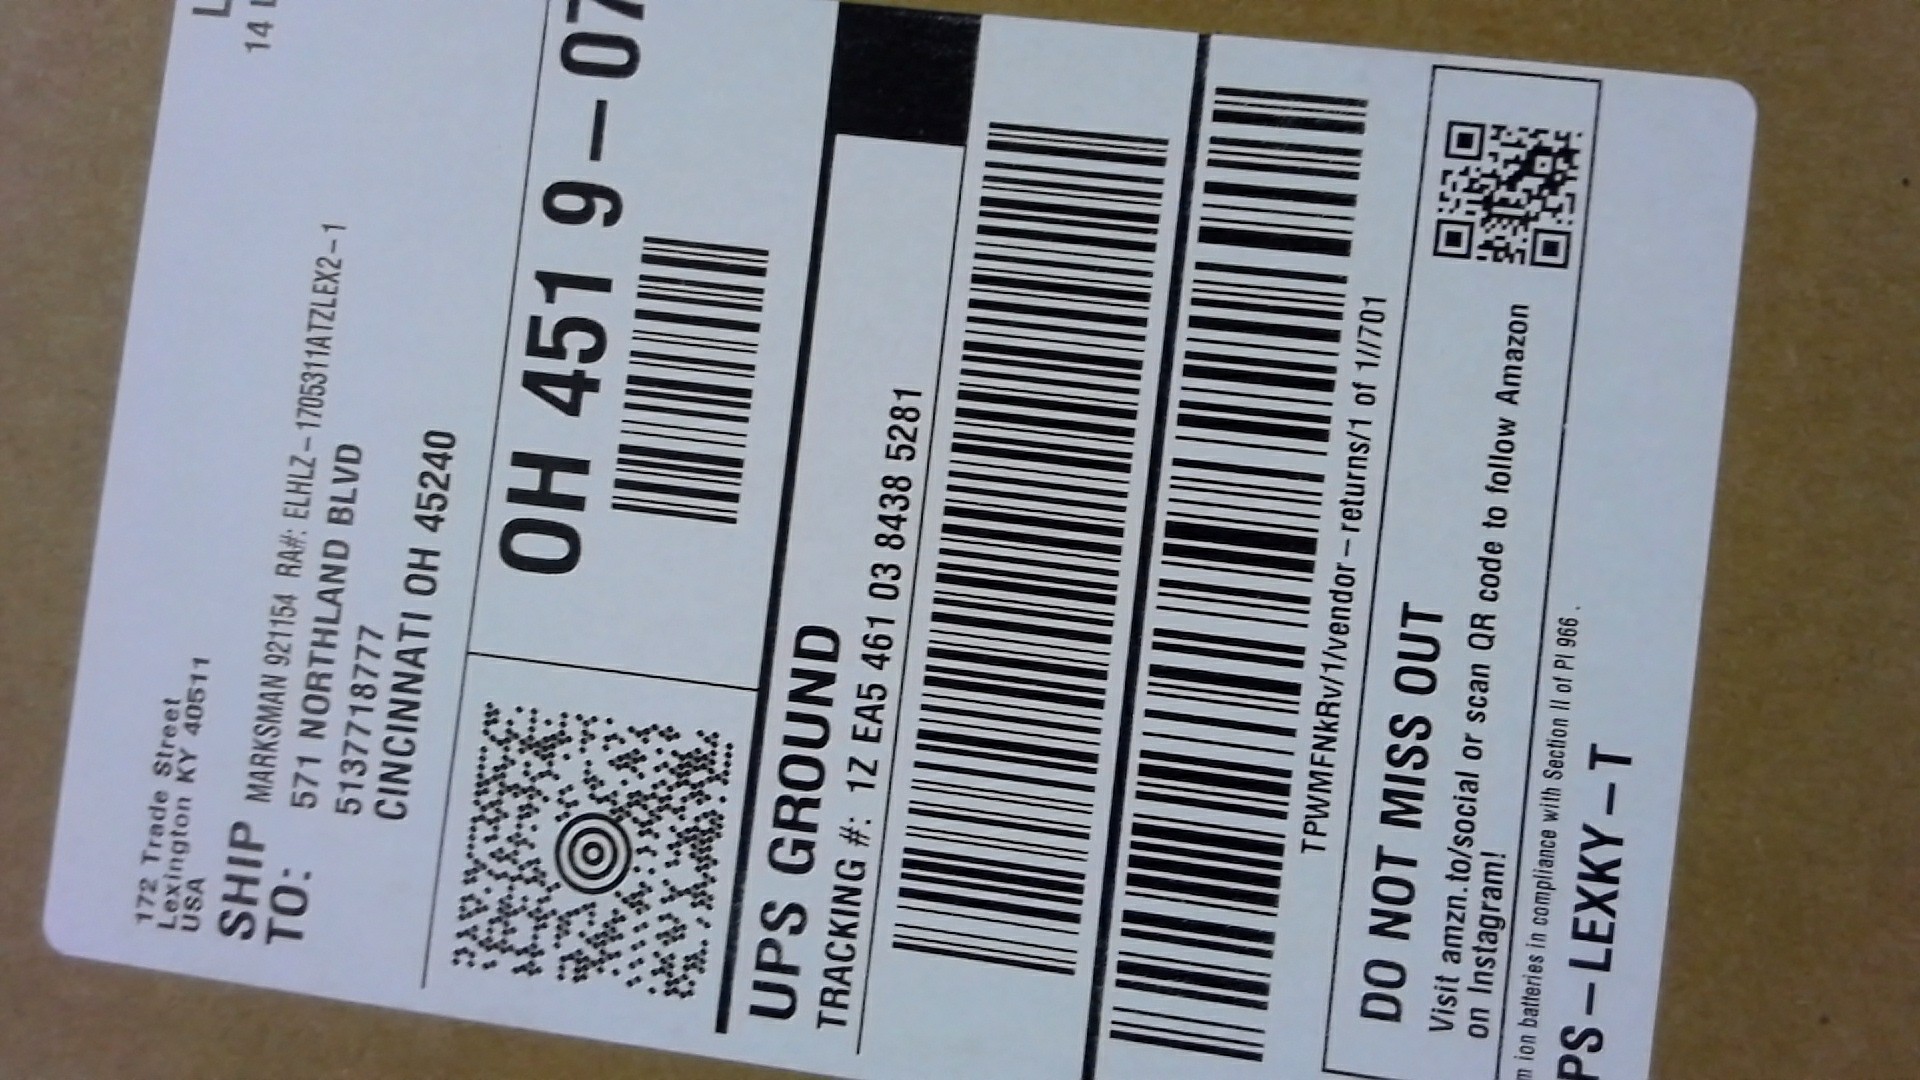 172 Trade Street
Lexington KY 40511
USA
14
SHIP TO:
MARKSMAN 921154 RA#: ELHLZ-1705311ATZLEX2-1
571 NORTHLAND BLVD
5137718777
CINCINNATI OH 45240
OH 451 9-07
UPS GROUND
TRACKING #: 1Z EA5 461 03 8438 5281
TPWMFNkRv/1/vendor-returns/1 of 1//701
DO NOT MISS OUT
Visit amzn.to/social or scan QR code to follow Amazon
on Instagram!
ion batteries in compliance with Section II of PI 966.
PS-LEXKY-T